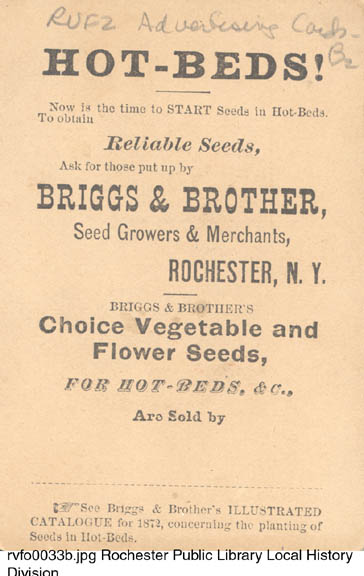 RVFZ Advertising Cards-
Bz
HOT-BEDS!
Now is the time to START Seeds in Hot-Beds.
To obtain
Reliable Seeds,
Ask for those put up by
BRIGGS & BROTHER,
Seed Growers & Merchants,
ROCHESTER, N. Y.
BRIGGS & BROTHER'S
Choice Vegetable and
Flower Seeds,
FOR HOT-BEDS, &C.,
Are Sold by
☞See Briggs & Brother's ILLUSTRATED
CATALOGUE for 1872, concerning the planting of
Seeds in Hot-Beds.
rvfo0033b.jpg Rochester Public Library Local History
Division